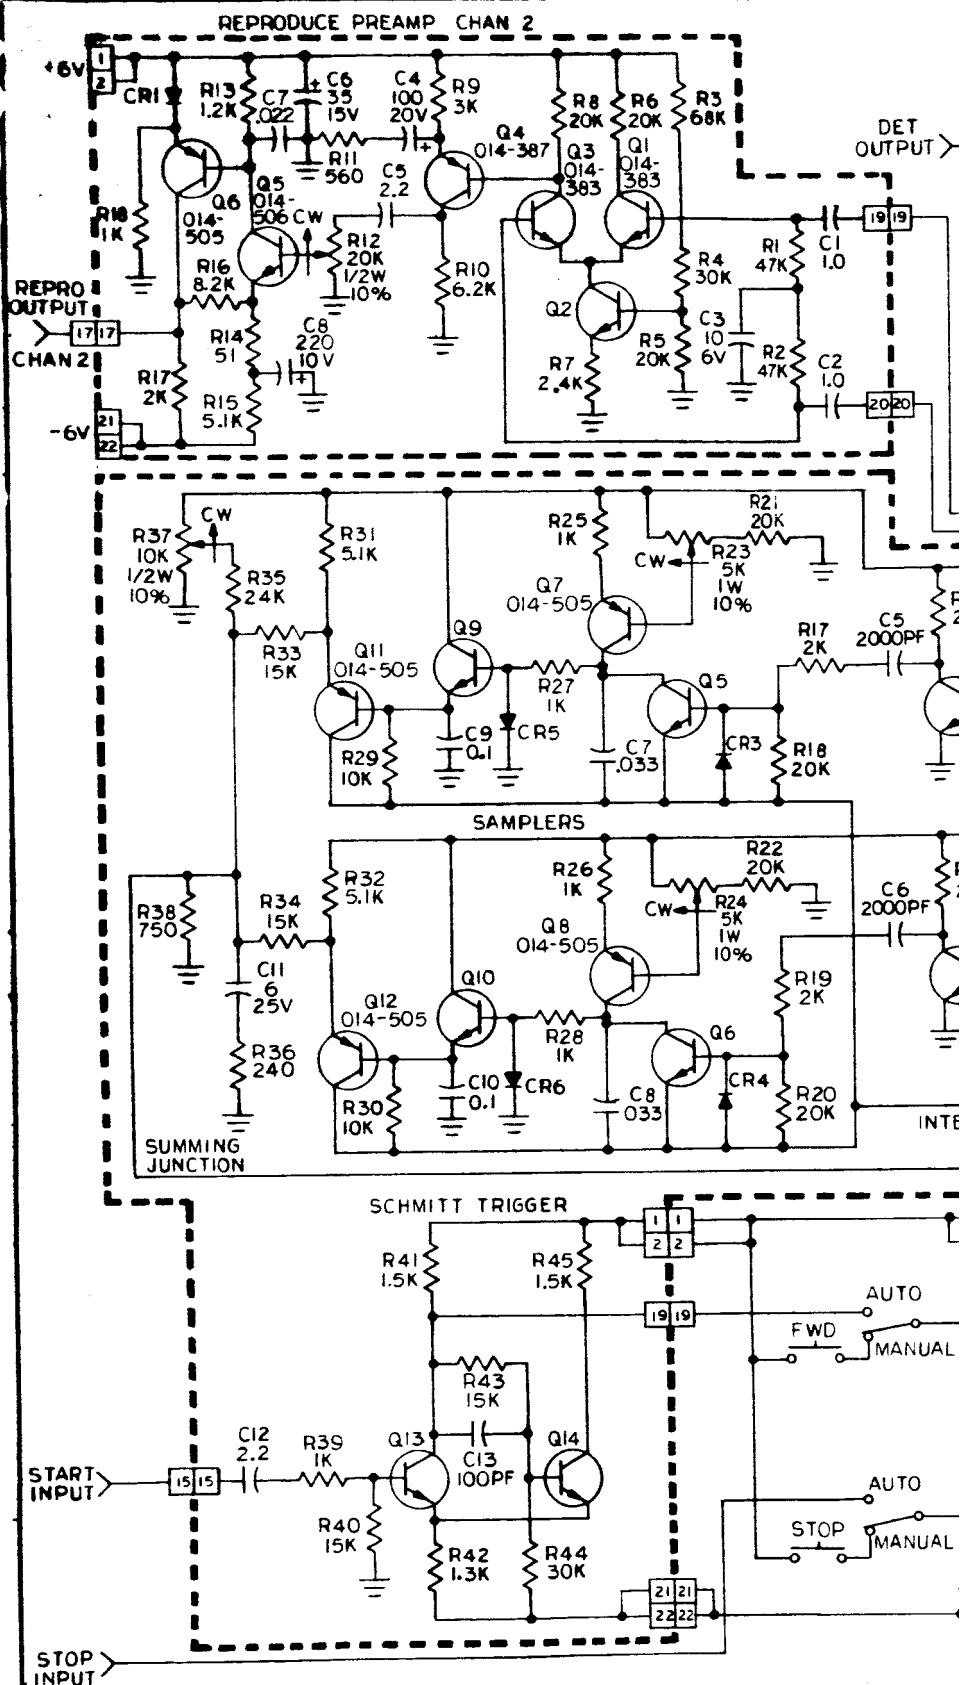 REPRODUCE PREAMP CHAN 2
+6V
1
2
CR1
R13
1.2K
C7
.022
C6
35
15V
C4
100
20V
+
R9
3K
R11
560
Q4
014-387
R8
20K
R6
20K
R3
68K
Q3
014-
383
Q1
014-
383
DET
OUTPUT
R18
1K
Q6
014-
505
Q5
014-
506
CW
C5
2.2
R12
20K
1/2W
10%
R10
6.2K
R16
8.2K
REPRO
OUTPUT
17 17
CHAN 2
R14
51
C8
220
10V
+
R17
2K
R15
5.1K
-6V
21
22
Q2
R7
2.4K
R4
30K
R5
20K
C3
10
6V
R1
47K
C1
1.0
19 19
R2
47K
C2
1.0
20 20
CW
R37
10K
1/2W
10%
R35
24K
R33
15K
R31
5.1K
Q11
014-505
Q9
R29
10K
C9
0.1
CR5
R27
1K
R25
1K
Q7
014-505
CW
R23
5K
1W
10%
R21
20K
Q5
C7
.033
CR3
R18
20K
R17
2K
C5
2000PF
SAMPLERS
R38
750
R34
15K
R32
5.1K
C11
6
25V
R36
240
Q12
014-505
Q10
R30
10K
C10
0.1
CR6
R28
1K
R26
1K
Q8
014-505
CW
R24
5K
1W
10%
R22
20K
Q6
C8
.033
CR4
R19
2K
R20
20K
C6
2000PF
INTE
SUMMING
JUNCTION
SCHMITT TRIGGER
1 1
2 2
R41
1.5K
R45
1.5K
19 19
AUTO
FWD
MANUAL
R43
15K
C13
100PF
Q13
Q14
START
INPUT
15 15
C12
2.2
R39
1K
R40
15K
R42
1.3K
R44
30K
AUTO
STOP
MANUAL
21 21
22 22
STOP
INPUT